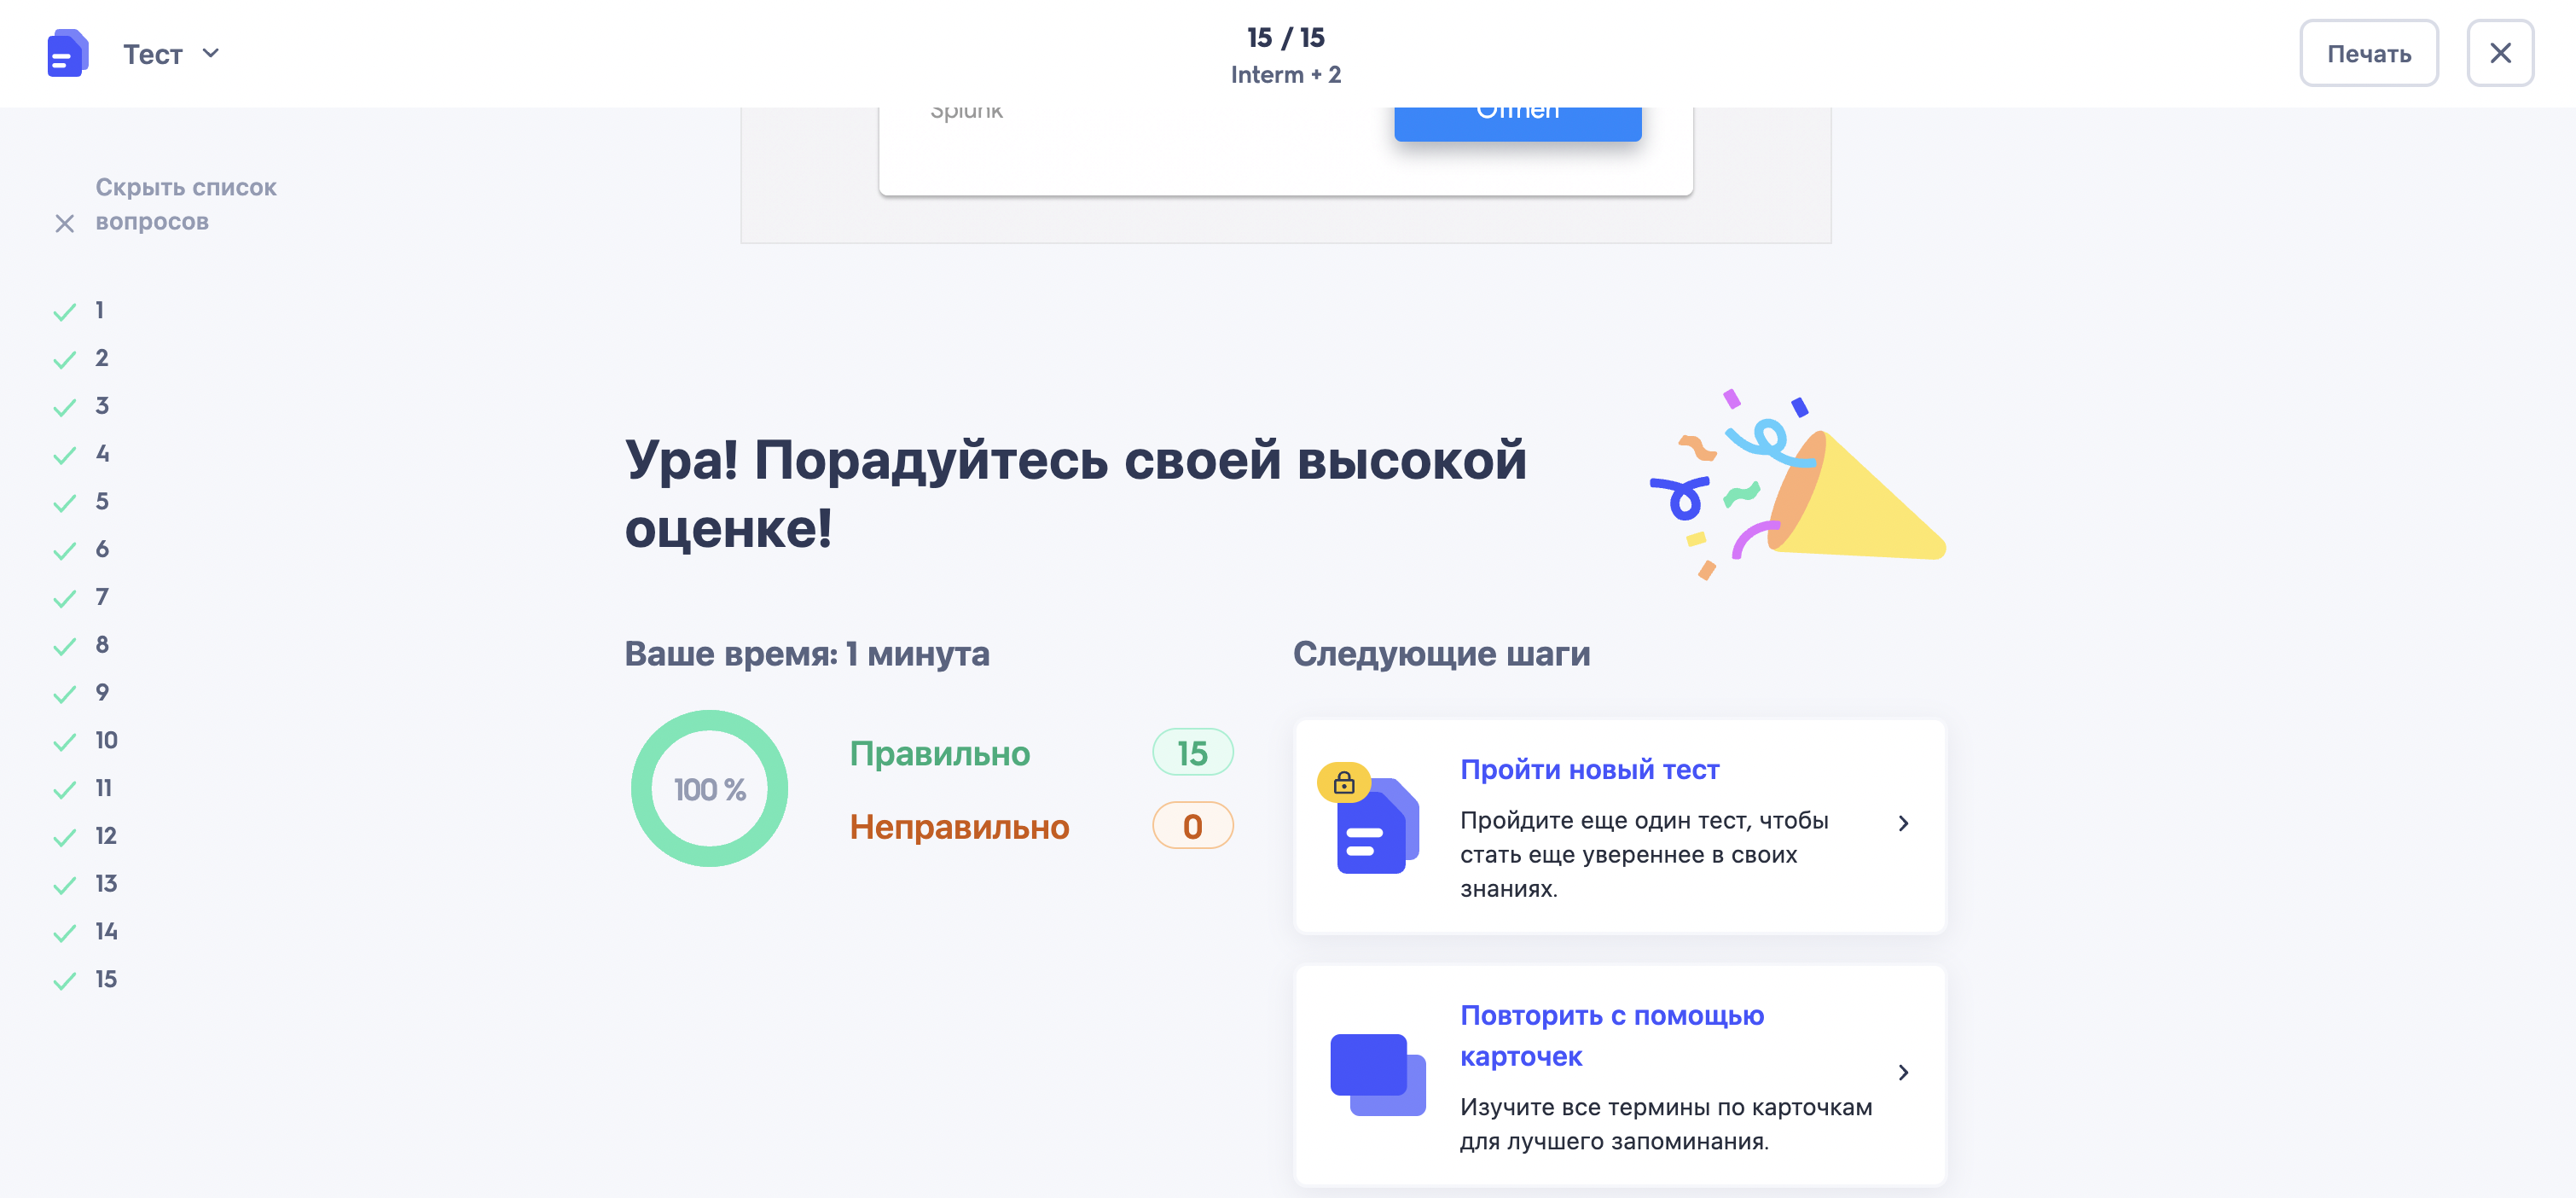 Тест
15 / 15
Interm + 2
Печать
Splunk
Öffnen
Скрыть список
вопросов
1
2
3
4
5
6
7
8
9
10
11
12
13
14
15
Ура! Порадуйтесь своей высокой
оценке!
Ваше время: 1 минута
100 %
Правильно
15
Неправильно
0
Следующие шаги
Пройти новый тест
Пройдите еще один тест, чтобы
стать еще увереннее в своих
знаниях.
Повторить с помощью
карточек
Изучите все термины по карточкам
для лучшего запоминания.